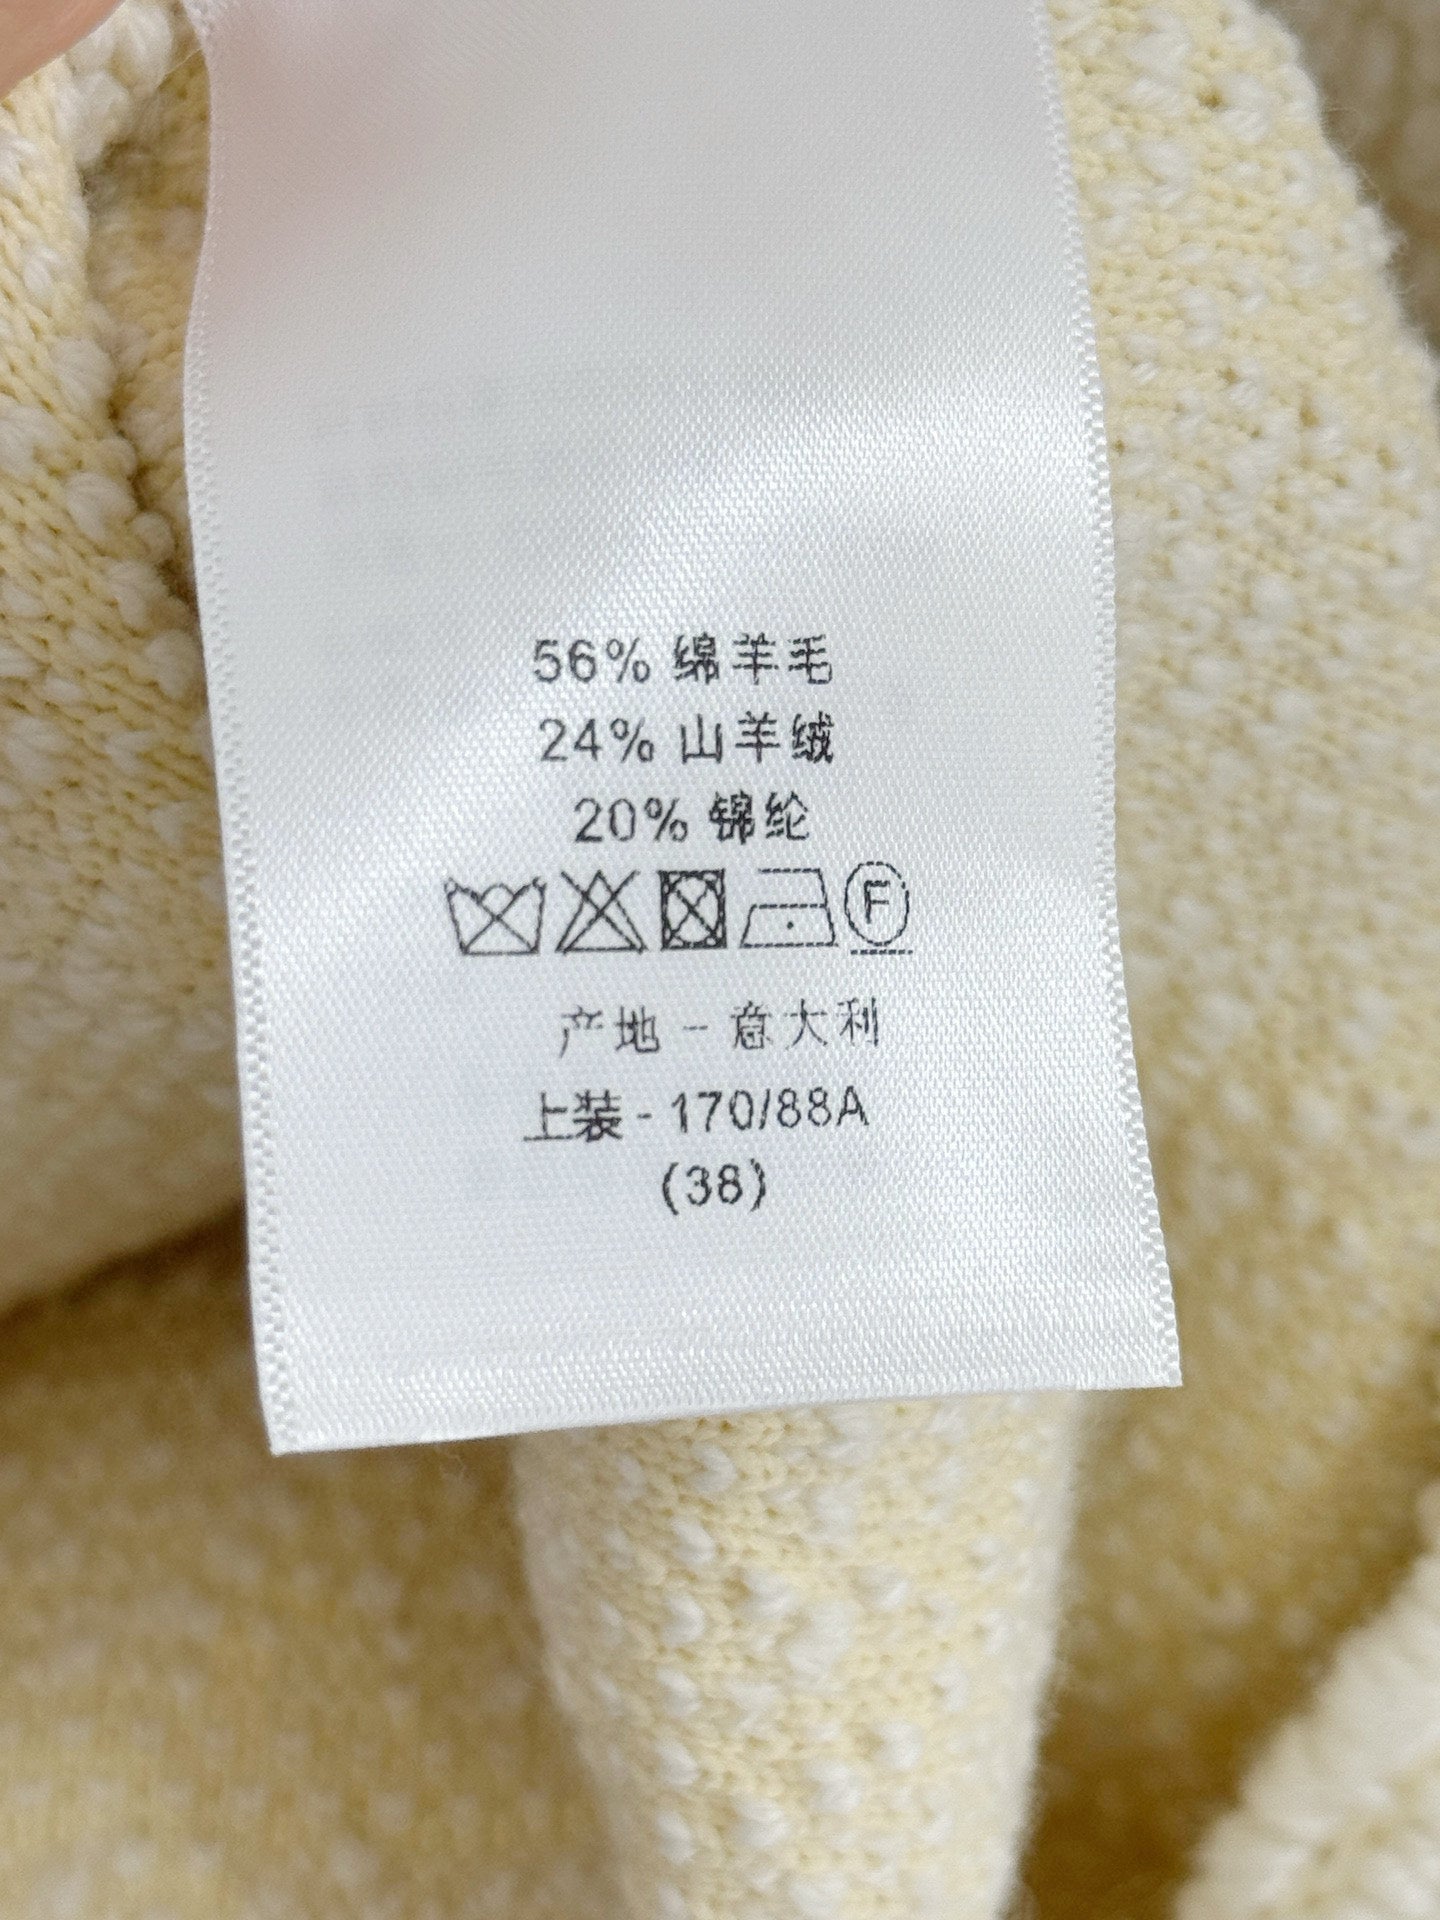 56% 绵羊毛
24% 山羊绒
20% 锦纶
F
产地 - 意大利
上装 - 170/88A
(38)